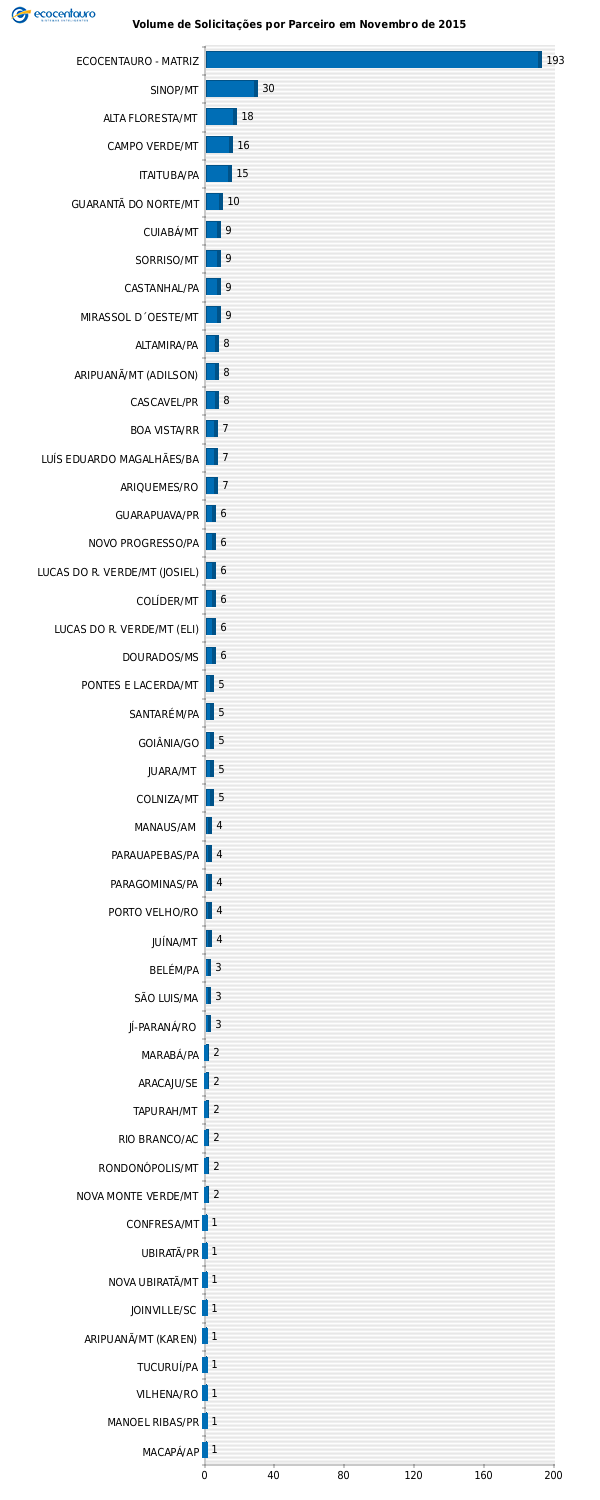 ecocentauro
Volume de Solicitações por Parceiro em Novembro de 2015
ECOCENTAURO - MATRIZ 193
SINOP/MT 30
ALTA FLORESTA/MT 18
CAMPO VERDE/MT 16
ITAITUBA/PA 15
GUARANTÃ DO NORTE/MT 10
CUIABÁ/MT 9
SORRISO/MT 9
CASTANHAL/PA 9
MIRASSOL D´OESTE/MT 9
ALTAMIRA/PA 8
ARIPUANÃ/MT (ADILSON) 8
CASCAVEL/PR 8
BOA VISTA/RR 7
LUÍS EDUARDO MAGALHÃES/BA 7
ARIQUEMES/RO 7
GUARAPUAVA/PR 6
NOVO PROGRESSO/PA 6
LUCAS DO R. VERDE/MT (JOSIEL) 6
COLÍDER/MT 6
LUCAS DO R. VERDE/MT (ELI) 6
DOURADOS/MS 6
PONTES E LACERDA/MT 5
SANTARÉM/PA 5
GOIÂNIA/GO 5
JUARA/MT 5
COLNIZA/MT 5
MANAUS/AM 4
PARAUAPEBAS/PA 4
PARAGOMINAS/PA 4
PORTO VELHO/RO 4
JUÍNA/MT 4
BELÉM/PA 3
SÃO LUIS/MA 3
JÍ-PARANÁ/RO 3
MARABÁ/PA 2
ARACAJU/SE 2
TAPURAH/MT 2
RIO BRANCO/AC 2
RONDONÓPOLIS/MT 2
NOVA MONTE VERDE/MT 2
CONFRESA/MT 1
UBIRATÃ/PR 1
NOVA UBIRATÃ/MT 1
JOINVILLE/SC 1
ARIPUANÃ/MT (KAREN) 1
TUCURUÍ/PA 1
VILHENA/RO 1
MANOEL RIBAS/PR 1
MACAPÁ/AP 1
0 40 80 120 160 200